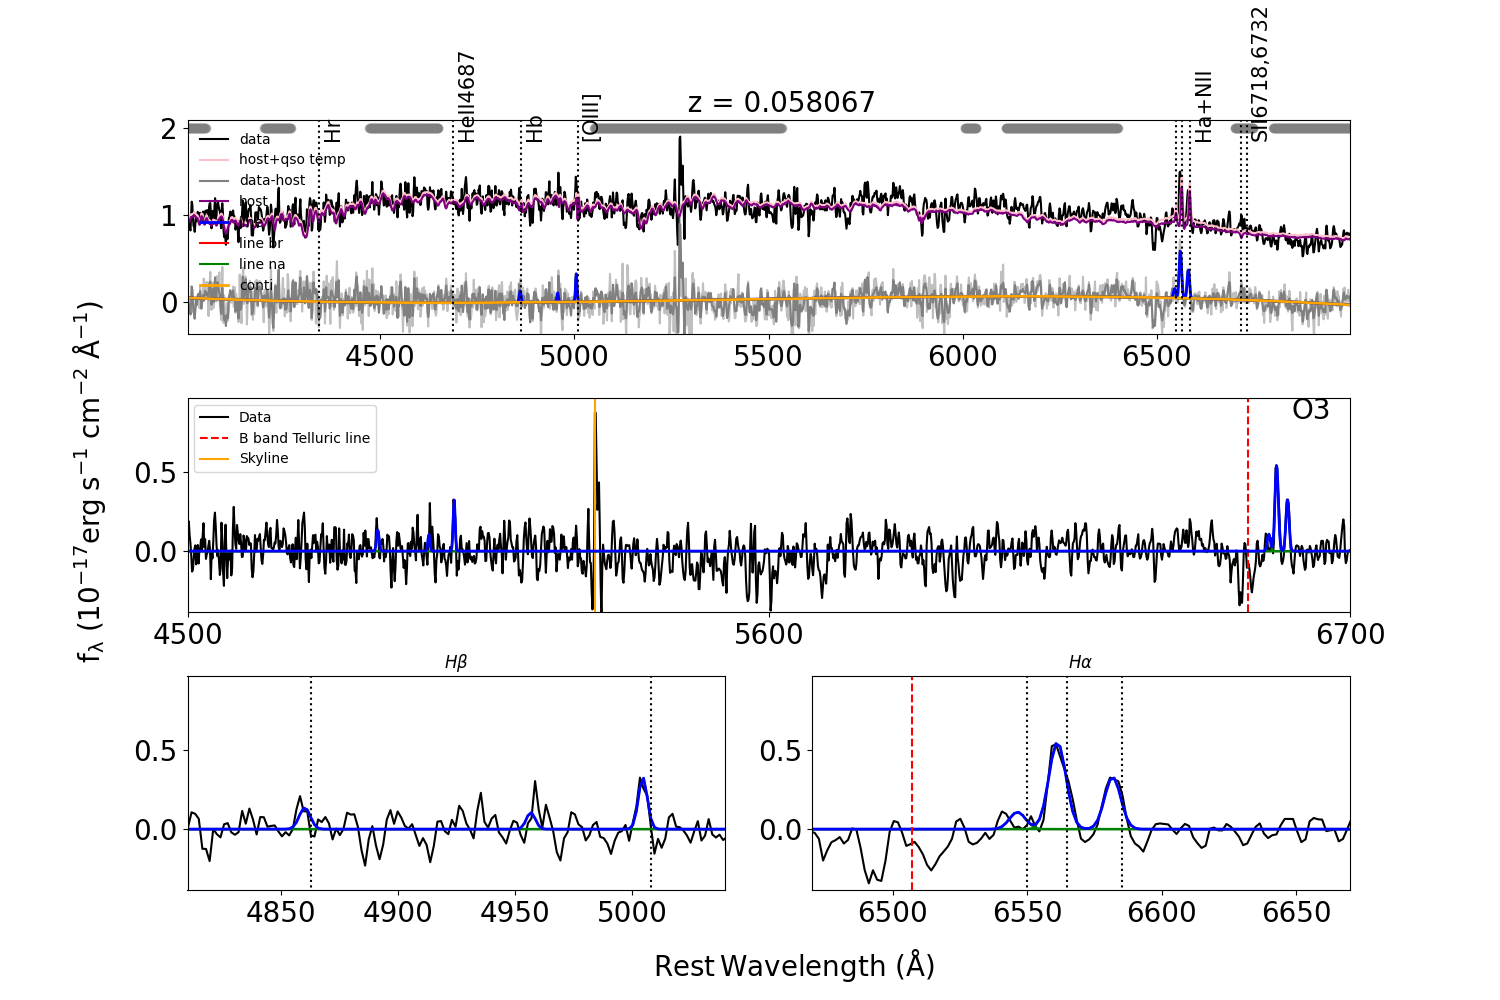 z = 0.058067
Hr
HeII4687
Hb
[OIII]
Ha+NII
SII6718,6732
data
host+qso temp
data-host
host
line br
line na
conti
2
1
0
4500
5000
5500
6000
6500
O3
Data
B band Telluric line
Skyline
0.5
0.0
4500
5600
6700
fλ (10⁻¹⁷erg s⁻¹ cm⁻² Å⁻¹)
Hβ
0.5
0.0
4850
4900
4950
5000
Hα
0.5
0.0
6500
6550
6600
6650
Rest Wavelength (Å)